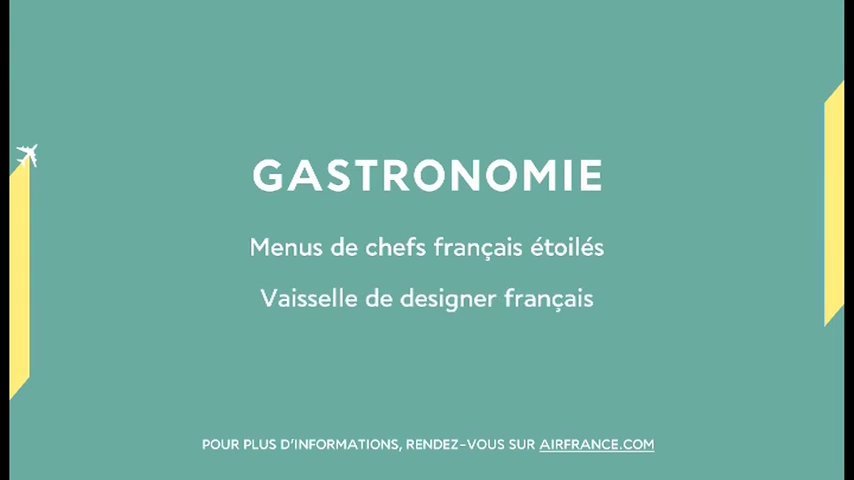 GASTRONOMIE
Menus de chefs français étoilés
Vaisselle de designer français
POUR PLUS D'INFORMATIONS, RENDEZ-VOUS SUR AIRFRANCE.COM